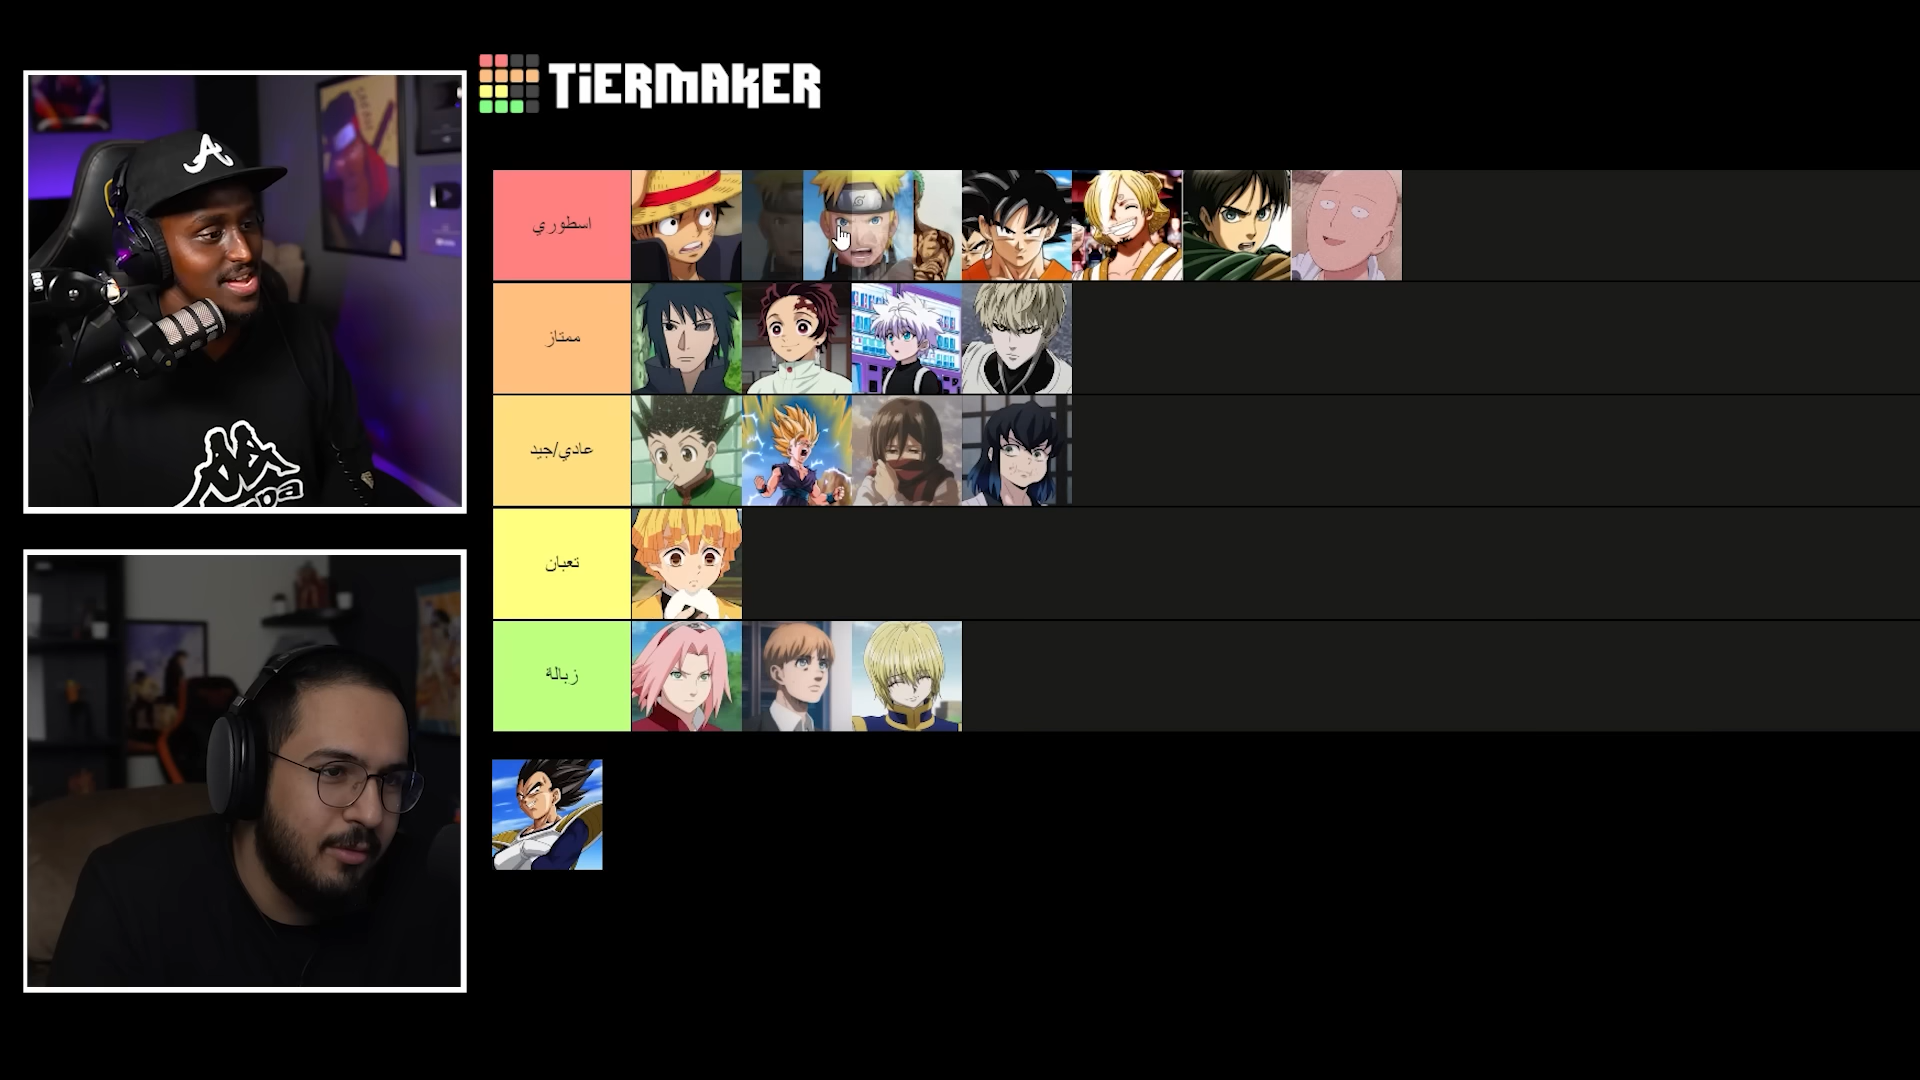 TiERMAKER
اسطوري
ممتاز
عادي/جيد
تعبان
زبالة
A